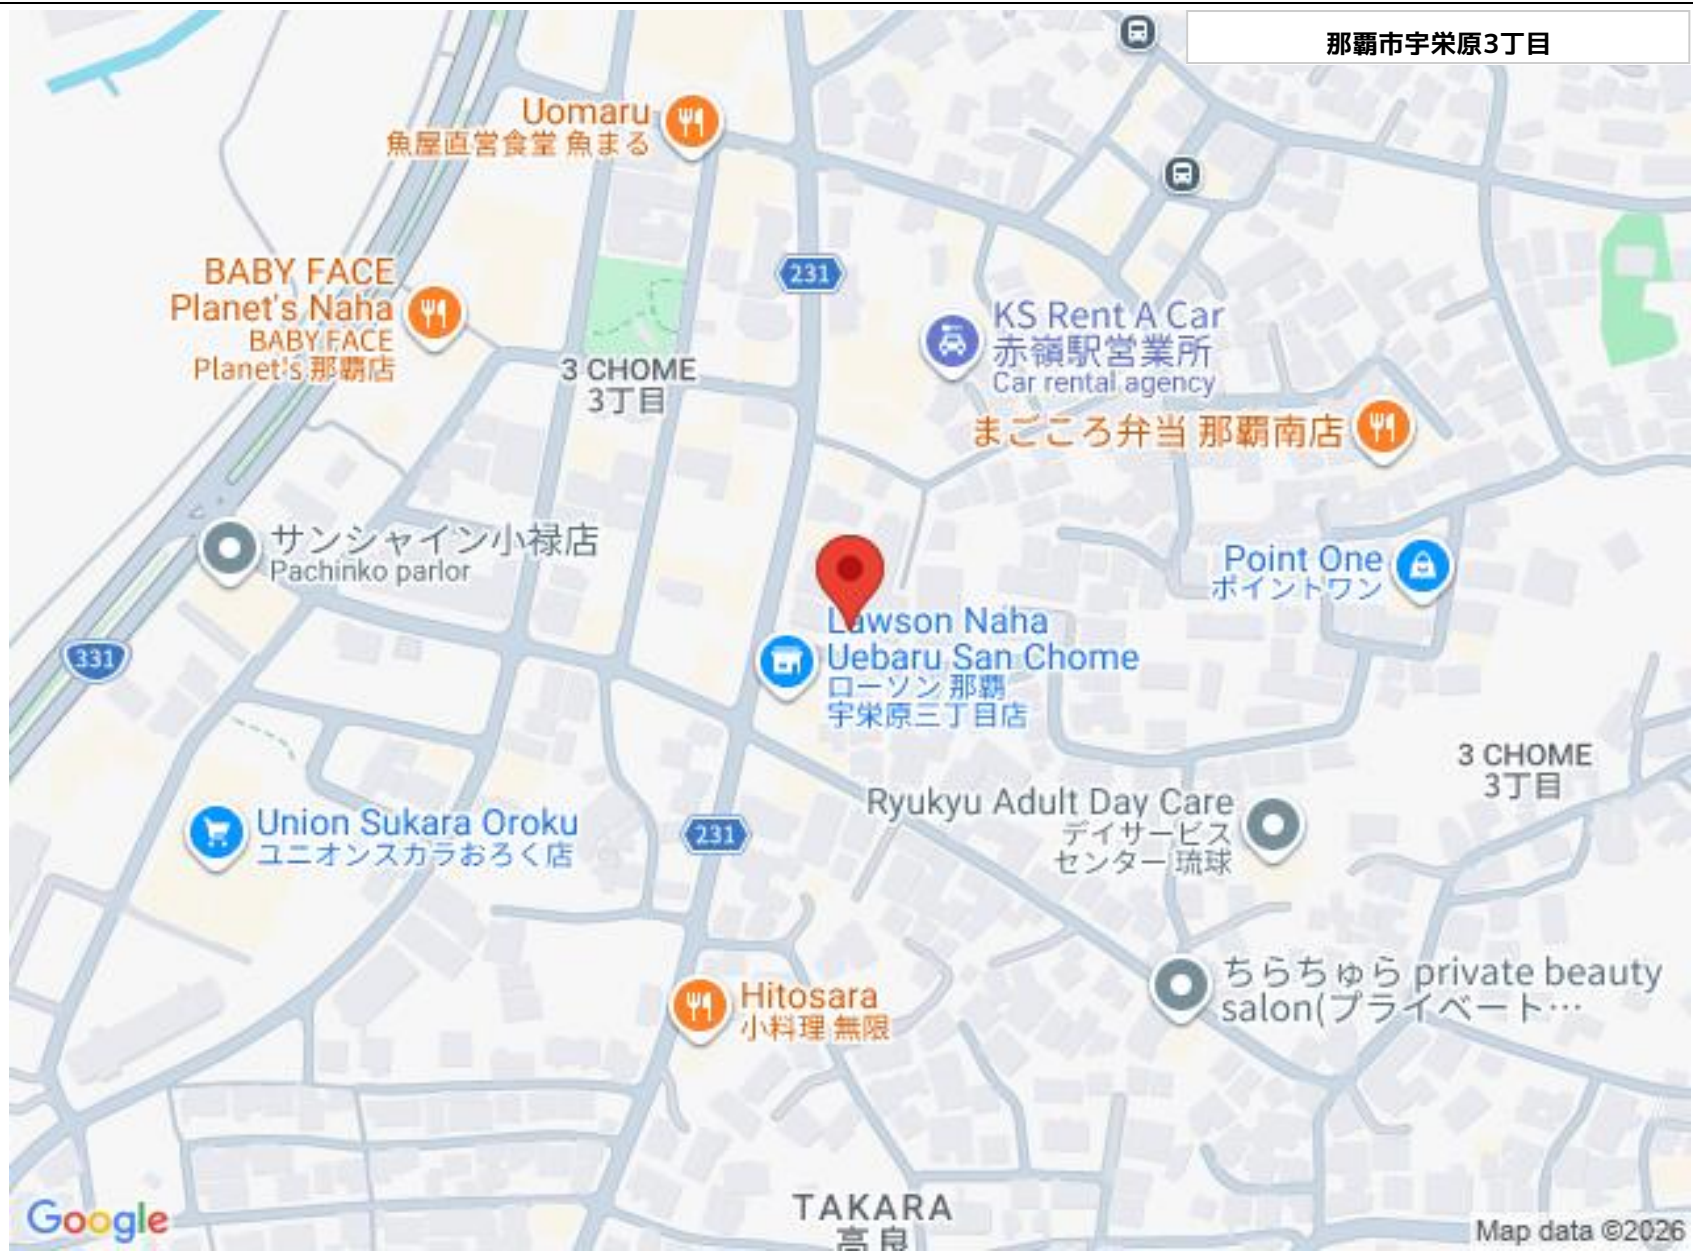 那覇市宇栄原3丁目
Uomaru
魚屋直営食堂 魚まる
BABY FACE
Planet's Naha
BABY FACE
Planet's 那覇店
231
KS Rent A Car
赤嶺駅営業所
Car rental agency
3 CHOME
3丁目
まごころ弁当 那覇南店
サンシャイン小禄店
Pachinko parlor
Point One
ポイントワン
331
Lawson Naha
Uebaru San Chome
ローソン 那覇
宇栄原三丁目店
3 CHOME
3丁目
Ryukyu Adult Day Care
デイサービス
センター 琉球
Union Sukara Oroku
ユニオンスカラおろく店
231
ちらちゅら private beauty
salon(プライベート…
Hitosara
小料理 無限
TAKARA
高良
Google
Map data ©2026